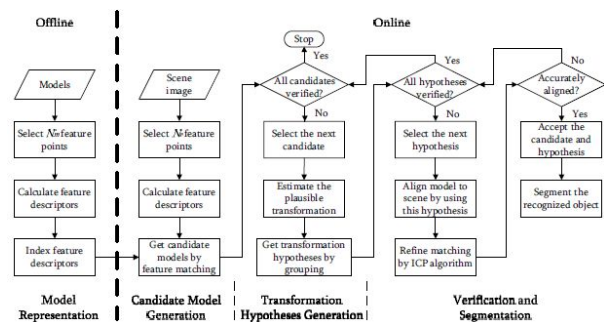 Offline
Online
Stop
Yes
Yes
No
Models
Scene
image
All candidates
verified?
All hypotheses
verified?
Accurately
aligned?
No
No
Yes
Select Nm feature
points
Select Ns feature
points
Select the next
candidate
Select the next
hypothesis
Accept the
candidate and
hypothesis
Calculate feature
descriptors
Calculate feature
descriptors
Estimate the
plausible
transformation
Align model to
scene by using
this hypothesis
Segment the
recognized object
Index feature
descriptors
Get candidate
models by
feature matching
Get transformation
hypotheses by
grouping
Refine matching
by ICP algorithm
Model
Representation
Candidate Model
Generation
Transformation
Hypotheses Generation
Verification and
Segmentation